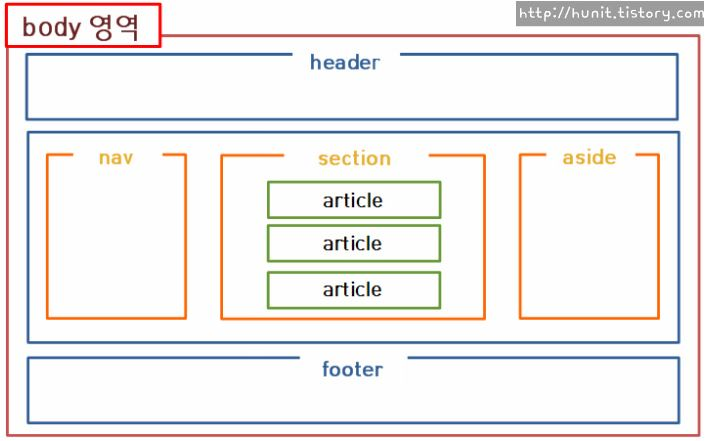 http://hunit.tistory.com
body 영역
header
nav
section
aside
article
article
article
footer